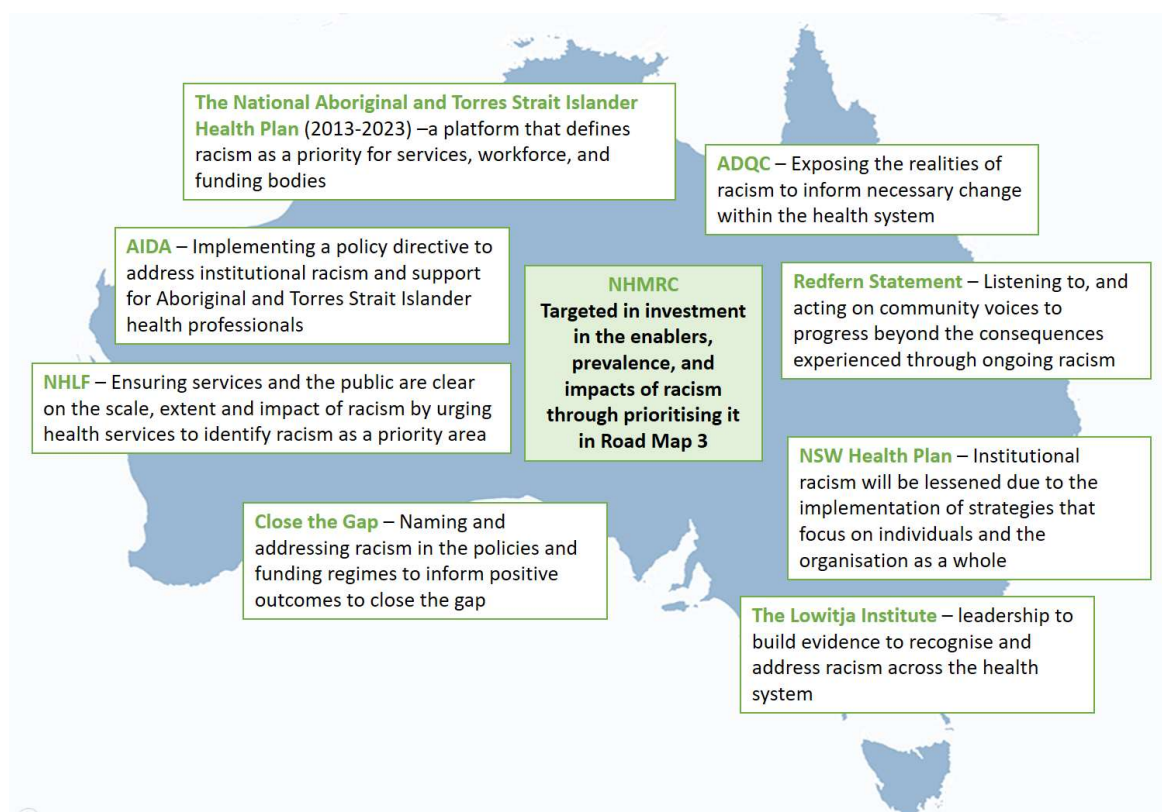 The National Aboriginal and Torres Strait Islander
Health Plan (2013-2023) –a platform that defines
racism as a priority for services, workforce, and
funding bodies
ADQC – Exposing the realities of
racism to inform necessary change
within the health system
AIDA – Implementing a policy directive to
address institutional racism and support
for Aboriginal and Torres Strait Islander
health professionals
NHMRC
Targeted in investment
in the enablers,
prevalence, and
impacts of racism
through prioritising it
in Road Map 3
Redfern Statement – Listening to, and
acting on community voices to
progress beyond the consequences
experienced through ongoing racism
NHLF – Ensuring services and the public are clear
on the scale, extent and impact of racism by urging
health services to identify racism as a priority area
NSW Health Plan – Institutional
racism will be lessened due to the
implementation of strategies that
focus on individuals and the
organisation as a whole
Close the Gap – Naming and
addressing racism in the policies and
funding regimes to inform positive
outcomes to close the gap
The Lowitja Institute – leadership to
build evidence to recognise and
address racism across the health
system